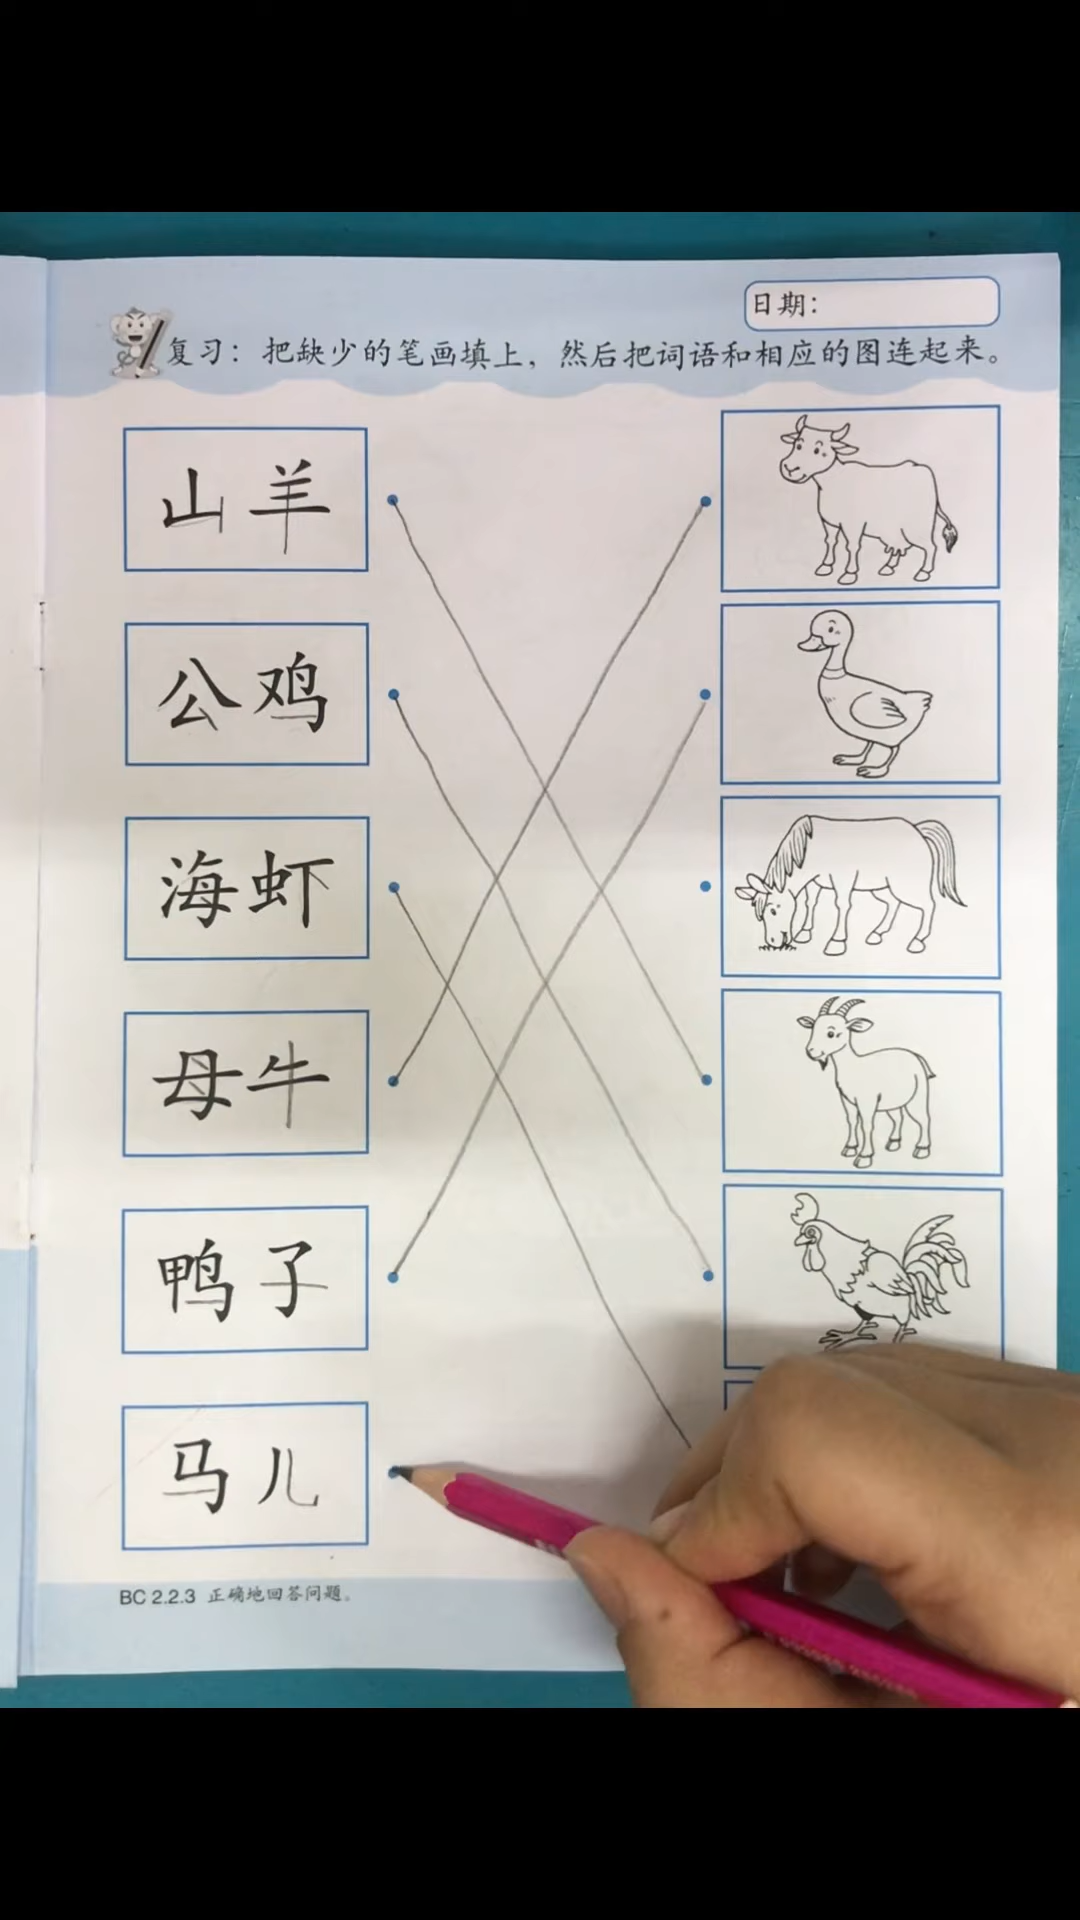 日期：
复习：把缺少的笔画填上，然后把词语和相应的图连起来。
山羊
公鸡
海虾
母牛
鸭子
马儿
BC 2.2.3 正确地回答问题。